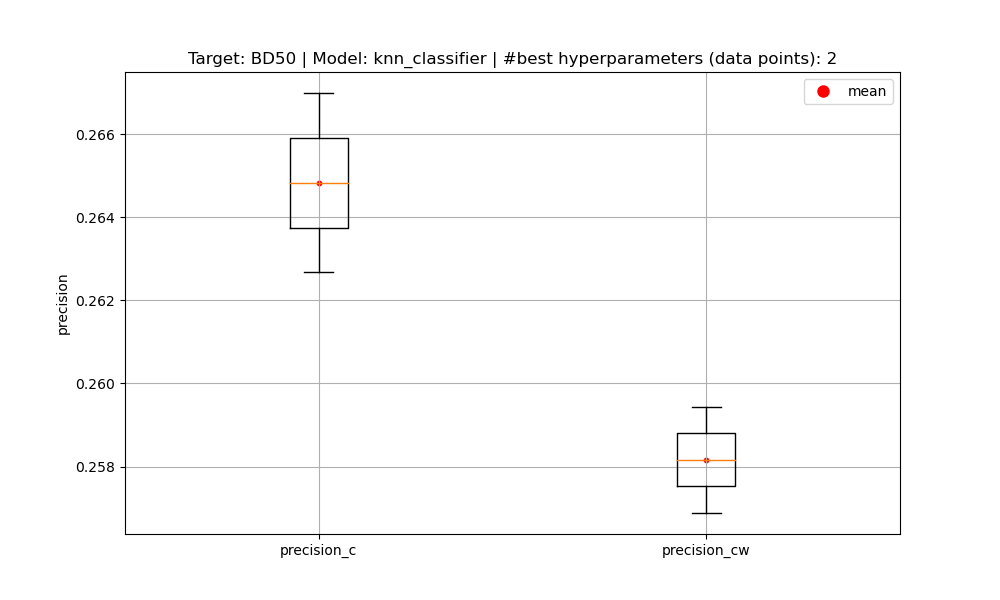 Target: BD50 | Model: knn_classifier | #best hyperparameters (data points): 2
mean
0.266
0.264
0.262
0.260
0.258
precision
precision_c
precision_cw